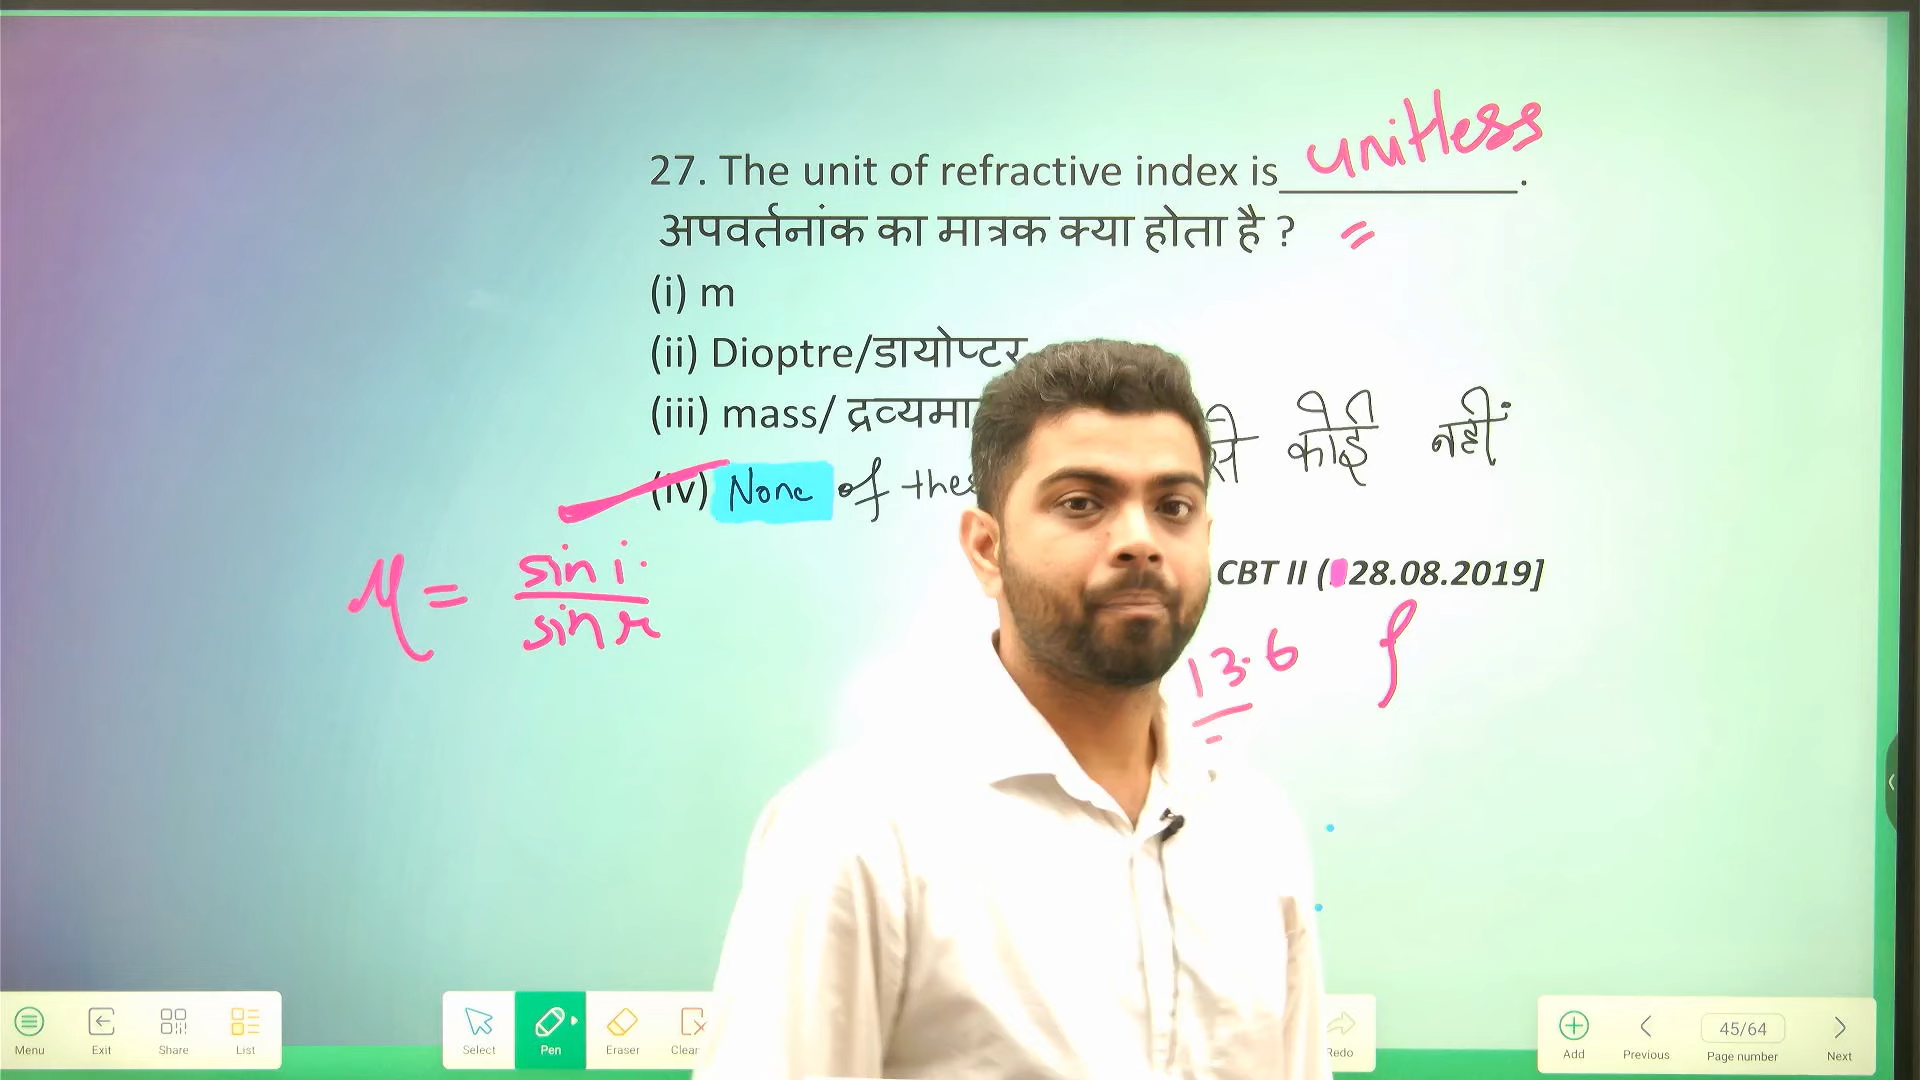 unitless
27. The unit of refractive index is____________.
अपवर्तनांक का मात्रक क्या होता है ? =
(i) m
(ii) Dioptre/डायोप्टर
(iii) mass/ द्रव्यमा
से कोई नहीं
(iv) None of thes
CBT II (28.08.2019]
μ = sin i / sin r
13.6 ρ
Menu Exit Share List Select Pen Eraser Clear Redo Add Previous 45/64 Page number Next